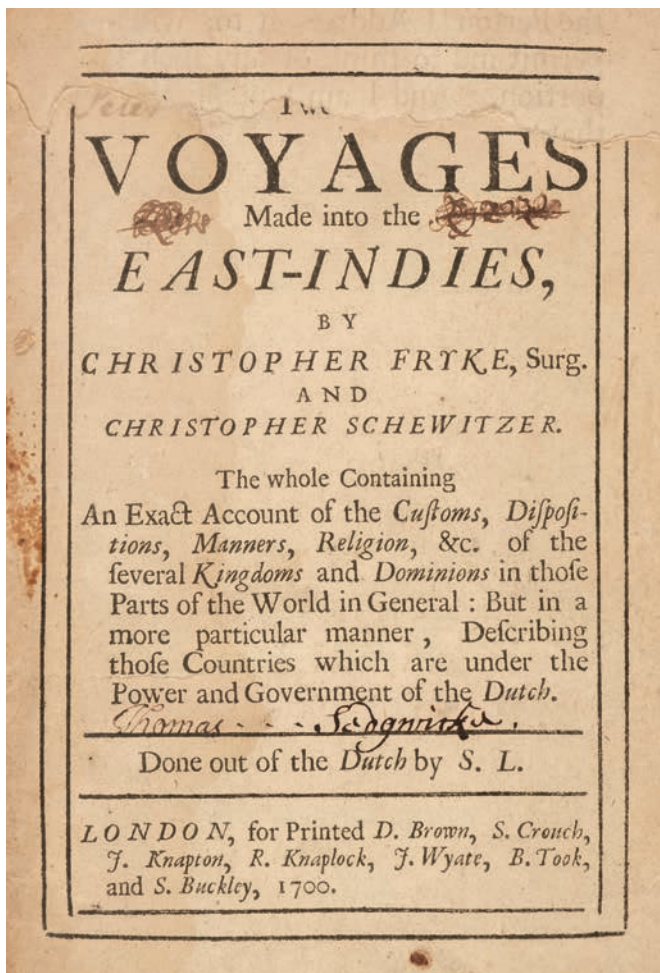 VOYAGES
Made into the
EAST-INDIES,
BY
CHRISTOPHER FRYKE, Surg.
AND
CHRISTOPHER SCHEWITZER.
The whole Containing
An Exact Account of the Cuſtoms, Diſpoſi-
tions, Manners, Religion, &c. of the
ſeveral Kingdoms and Dominions in thoſe
Parts of the World in General : But in a
more particular manner , Deſcribing
thoſe Countries which are under the
Power and Government of the Dutch.
Thomas - - - Sedgwicke.
Done out of the Dutch by S. L.
LONDON, for Printed D. Brown, S. Crouch,
J. Knapton, R. Knaplock, J. Wyate, B. Took,
and S. Buckley, 1700.